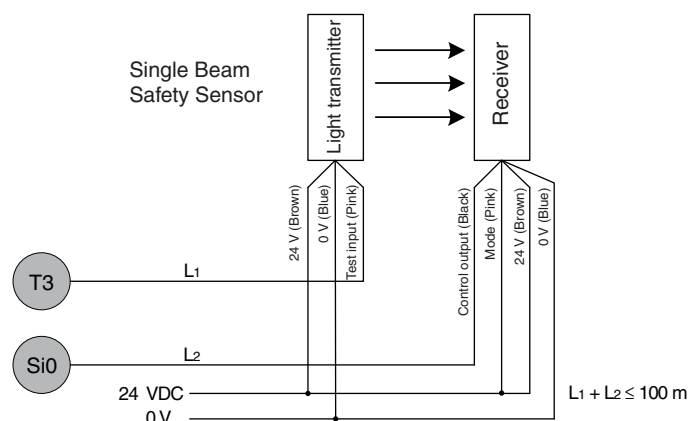 Single Beam
Safety Sensor
Light transmitter
Receiver
24 V (Brown)
0 V (Blue)
Test input (Pink)
Control output (Black)
Mode (Pink)
24 V (Brown)
0 V (Blue)
T3
L1
Si0
L2
24 VDC
0 V
L1 + L2 ≤ 100 m